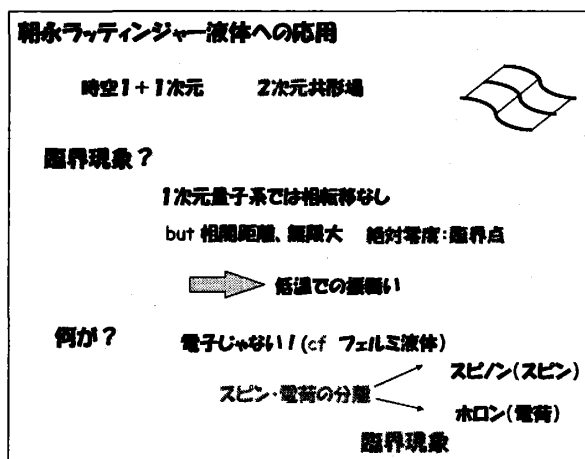 朝永ラッティンジャー液体への応用
時空1+1次元 2次元共形場
臨界現象?
1次元量子系では相転移なし
but 相関距離、無限大 絶対零度:臨界点
低温での振舞い
何が? 電子じゃない!(cf フェルミ液体)
スピン・電荷の分離
スピノン(スピン)
ホロン(電荷)
臨界現象